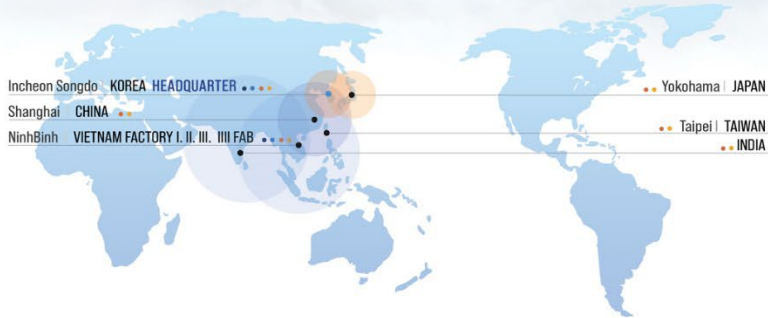 Incheon Songdo KOREA HEADQUARTER
Yokohama | JAPAN
Shanghai CHINA
Taipei | TAIWAN
NinhBinh VIETNAM FACTORY I. II. III. IIII FAB
INDIA